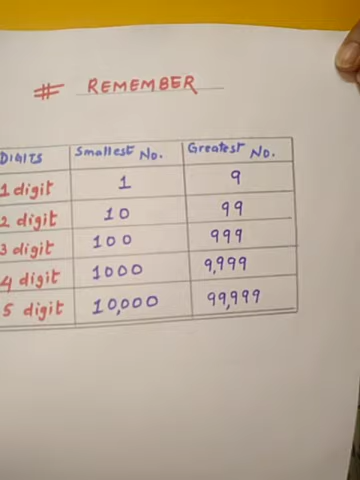 # REMEMBER
DIGITS Smallest No. Greatest No.
1 digit 1 9
2 digit 10 99
3 digit 100 999
4 digit 1000 9,999
5 digit 10,000 99,999